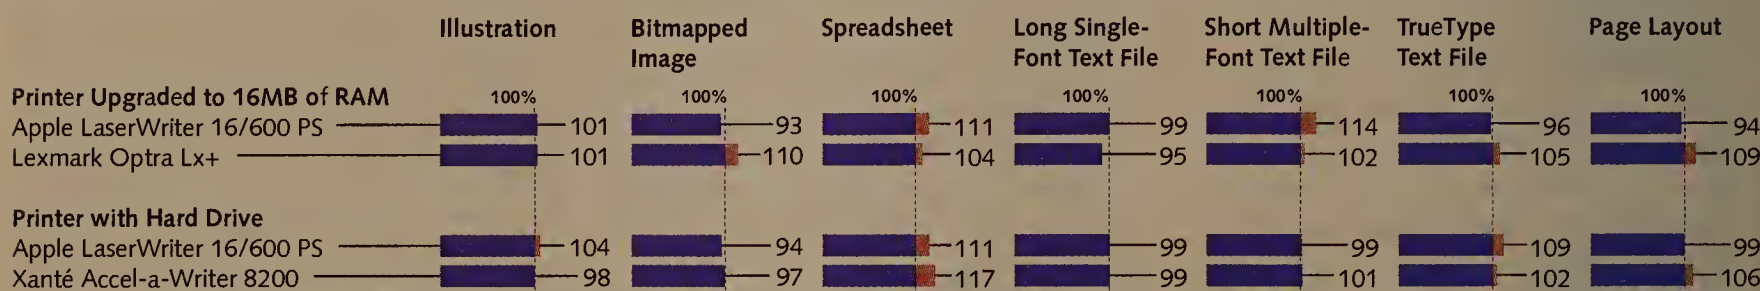 Illustration Bitmapped Spreadsheet Long Single- Short Multiple- TrueType Page Layout
Image Font Text File Font Text File Text File
Printer Upgraded to 16MB of RAM 100% 100% 100% 100% 100% 100% 100%
Apple LaserWriter 16/600 PS 101 93 111 99 114 96 94
Lexmark Optra Lx+ 101 110 104 95 102 105 109
Printer with Hard Drive
Apple LaserWriter 16/600 PS 104 94 111 99 99 109 99
Xanté Accel-a-Writer 8200 98 97 117 99 101 102 106